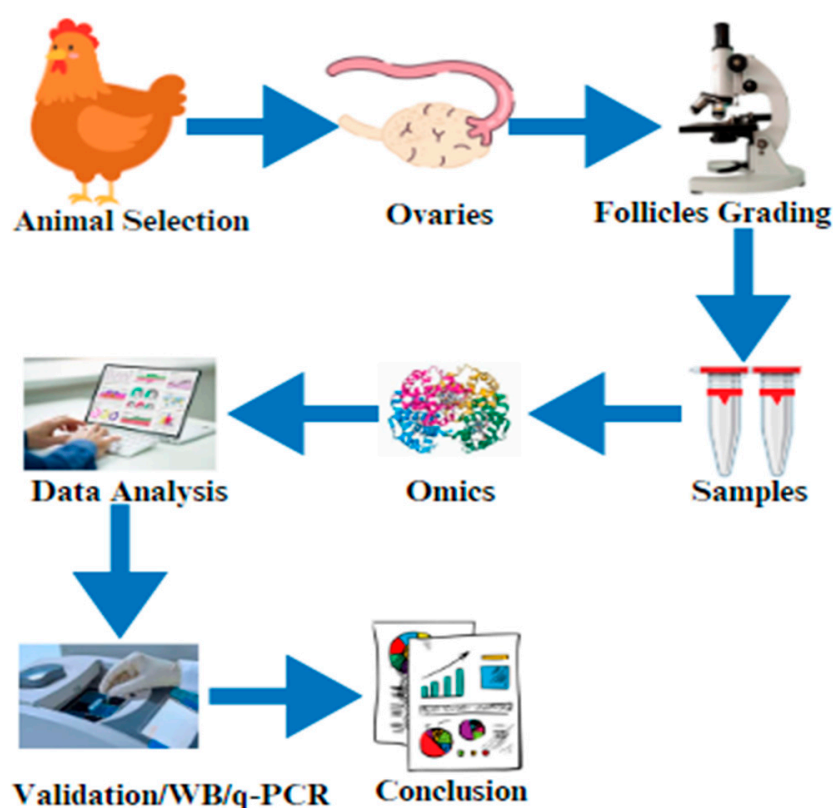 Animal Selection
Ovaries
Follicles Grading
Data Analysis
Omics
Samples
Validation/WB/q-PCR
Conclusion